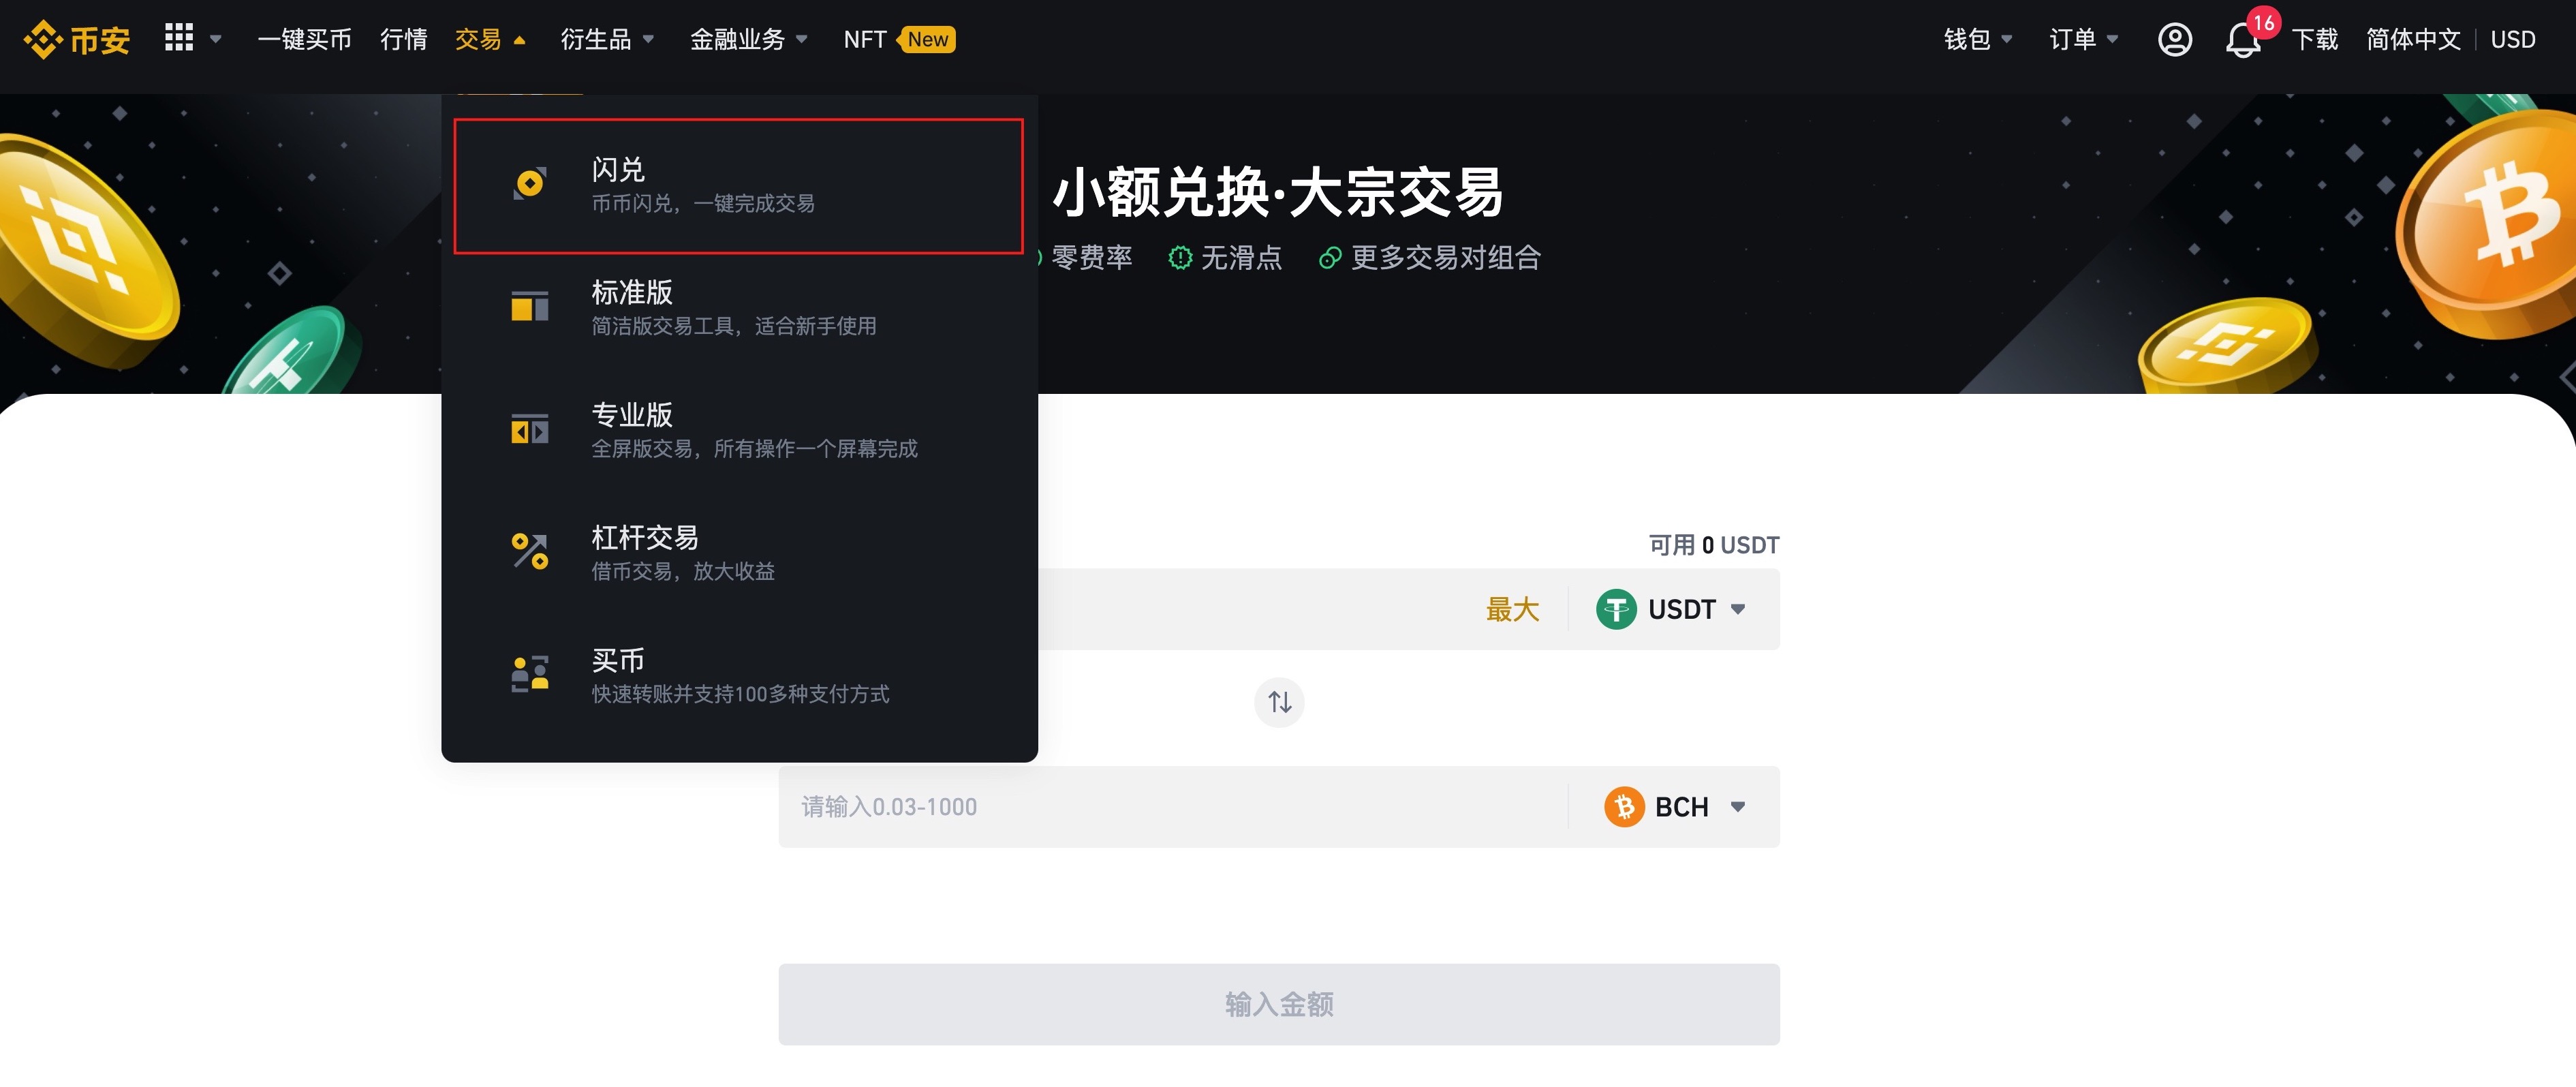 币安 一键买币 行情 交易 衍生品 金融业务 NFT New 钱包 订单 16 下载 简体中文 USD
闪兑
币币闪兑，一键完成交易
标准版
简洁版交易工具，适合新手使用
专业版
全屏版交易，所有操作一个屏幕完成
杠杆交易
借币交易，放大收益
买币
快速转账并支持100多种支付方式
小额兑换·大宗交易
零费率 无滑点 更多交易对组合
可用 0 USDT
最大 USDT
请输入0.03-1000 BCH
输入金额